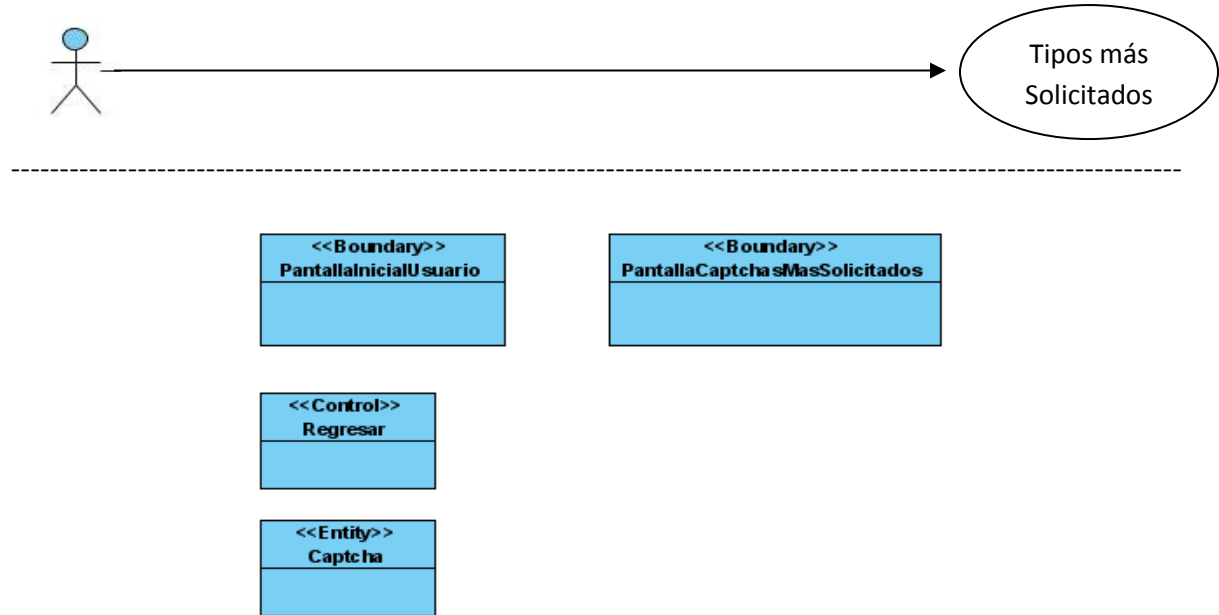 Tipos más
Solicitados
<<Boundary>>
PantallaInicialUsuario
<<Boundary>>
PantallaCaptchasMasSolicitados
<<Control>>
Regresar
<<Entity>>
Captcha